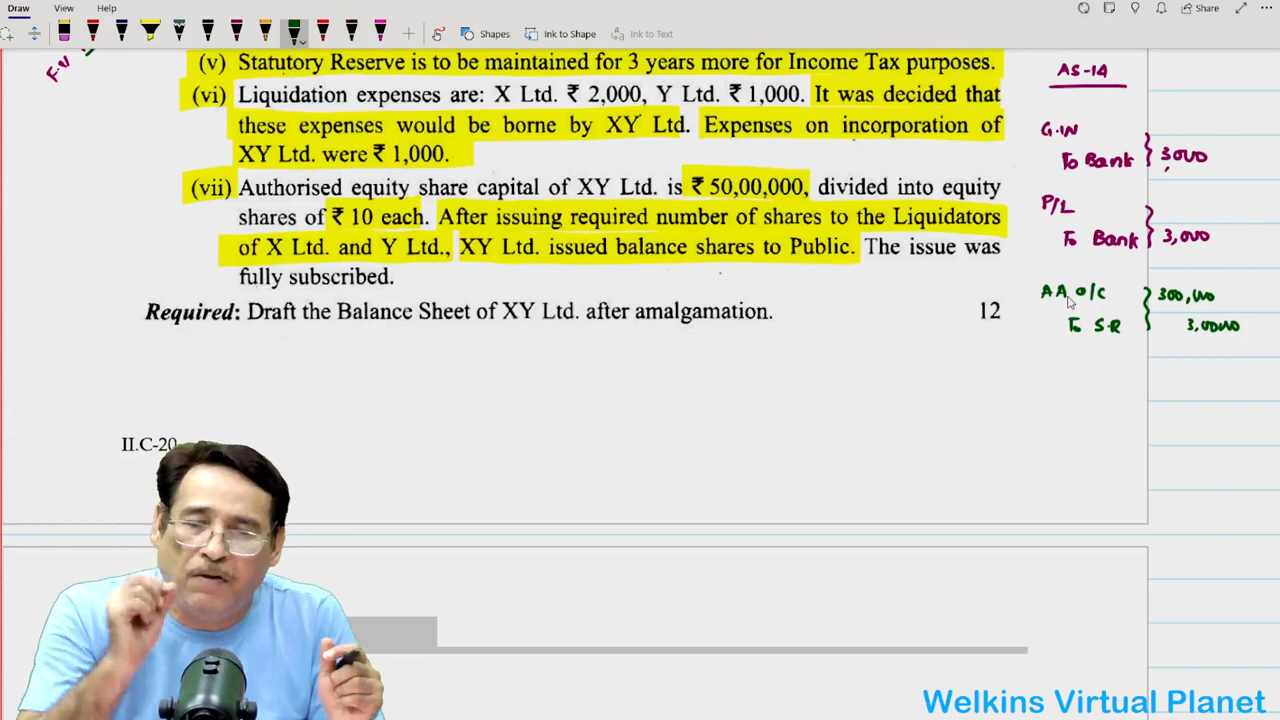 Draw View Help
Share
Shapes Ink to Shape Ink to Text
F.V
(v) Statutory Reserve is to be maintained for 3 years more for Income Tax purposes.
(vi) Liquidation expenses are: X Ltd. ₹ 2,000, Y Ltd. ₹ 1,000. It was decided that
these expenses would be borne by XY Ltd. Expenses on incorporation of
XY Ltd. were ₹ 1,000.
(vii) Authorised equity share capital of XY Ltd. is ₹ 50,00,000, divided into equity
shares of ₹ 10 each. After issuing required number of shares to the Liquidators
of X Ltd. and Y Ltd., XY Ltd. issued balance shares to Public. The issue was
fully subscribed.
Required: Draft the Balance Sheet of XY Ltd. after amalgamation. 12
II.C-20
AS-14
G.W
To Bank } 3,000
P/L
To Bank } 3,000
AA a/c } 300,000
To S.R 3,00000
Welkins Virtual Planet